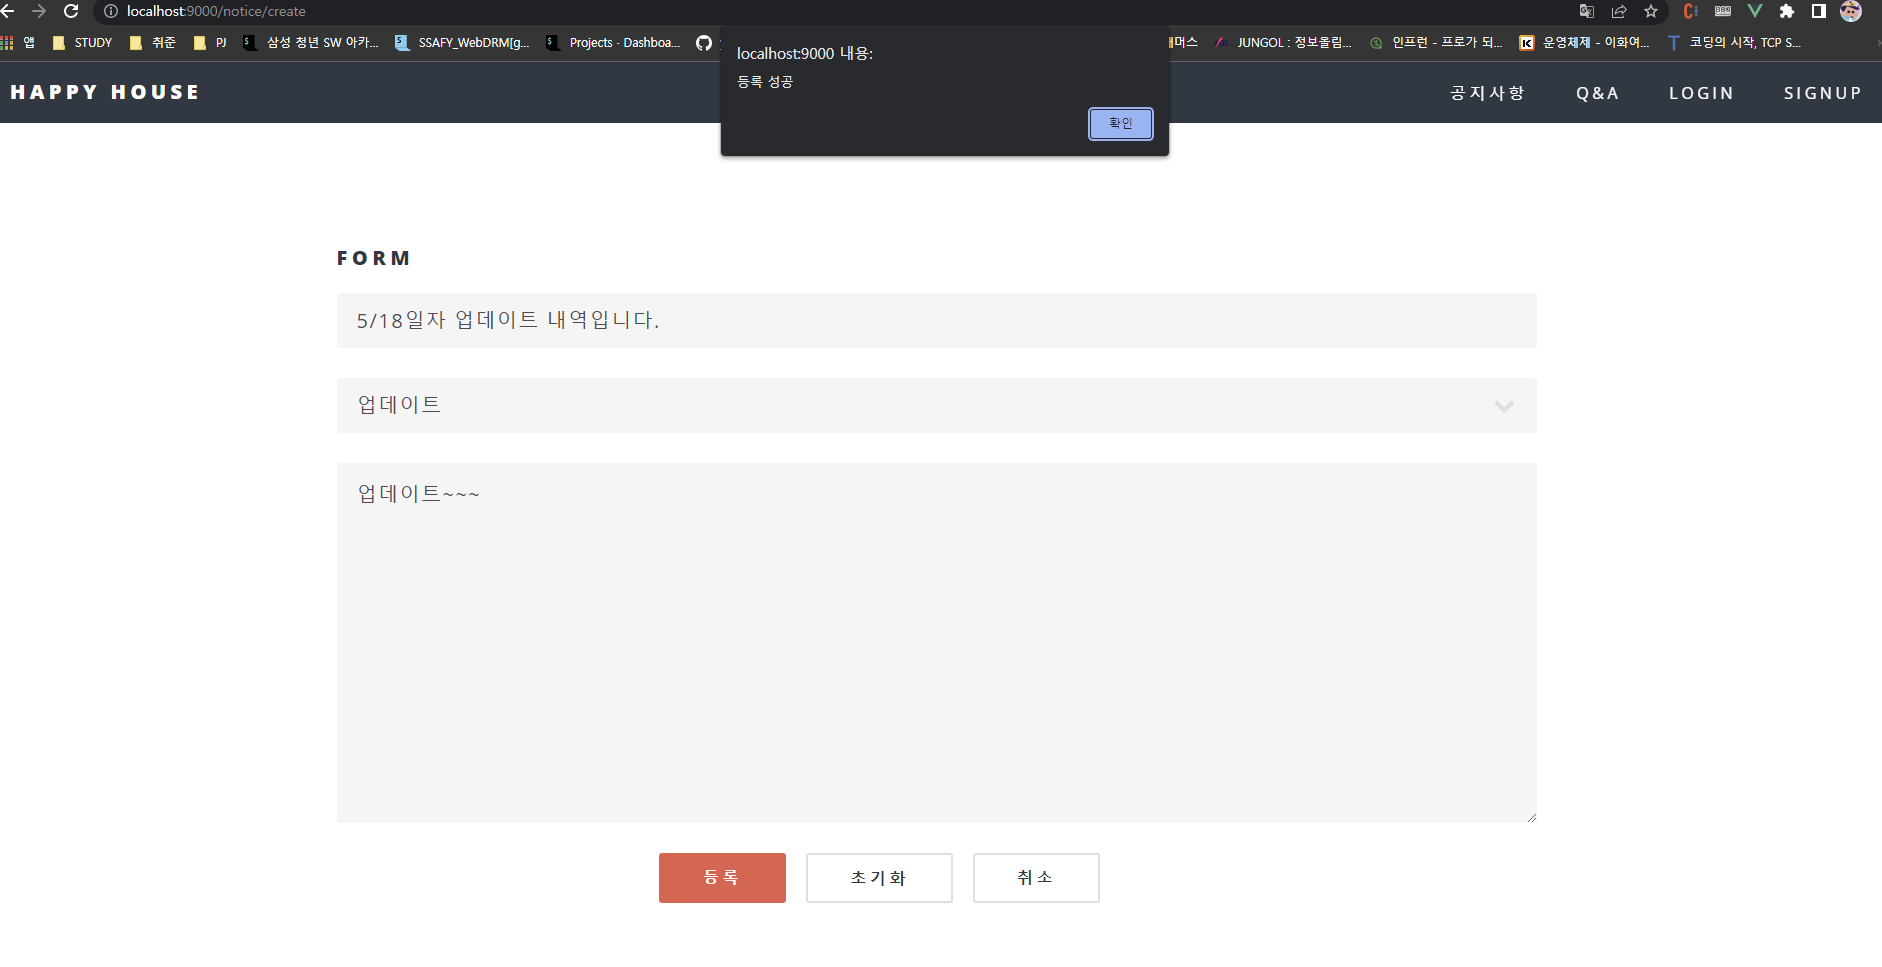 localhost:9000/notice/create
앱 STUDY 취준 PJ 삼성 청년 SW 아카... SSAFY_WebDRM[g... Projects · Dashboa... 머스 JUNGOL : 정보올림... 인프런 - 프로가 되... 운영체제 - 이화여... 코딩의 시작, TCP S...
localhost:9000 내용:
등록 성공
확인
HAPPY HOUSE 공지사항 Q&A LOGIN SIGNUP
FORM
5/18일자 업데이트 내역입니다.
업데이트
업데이트~~~
등록 초기화 취소